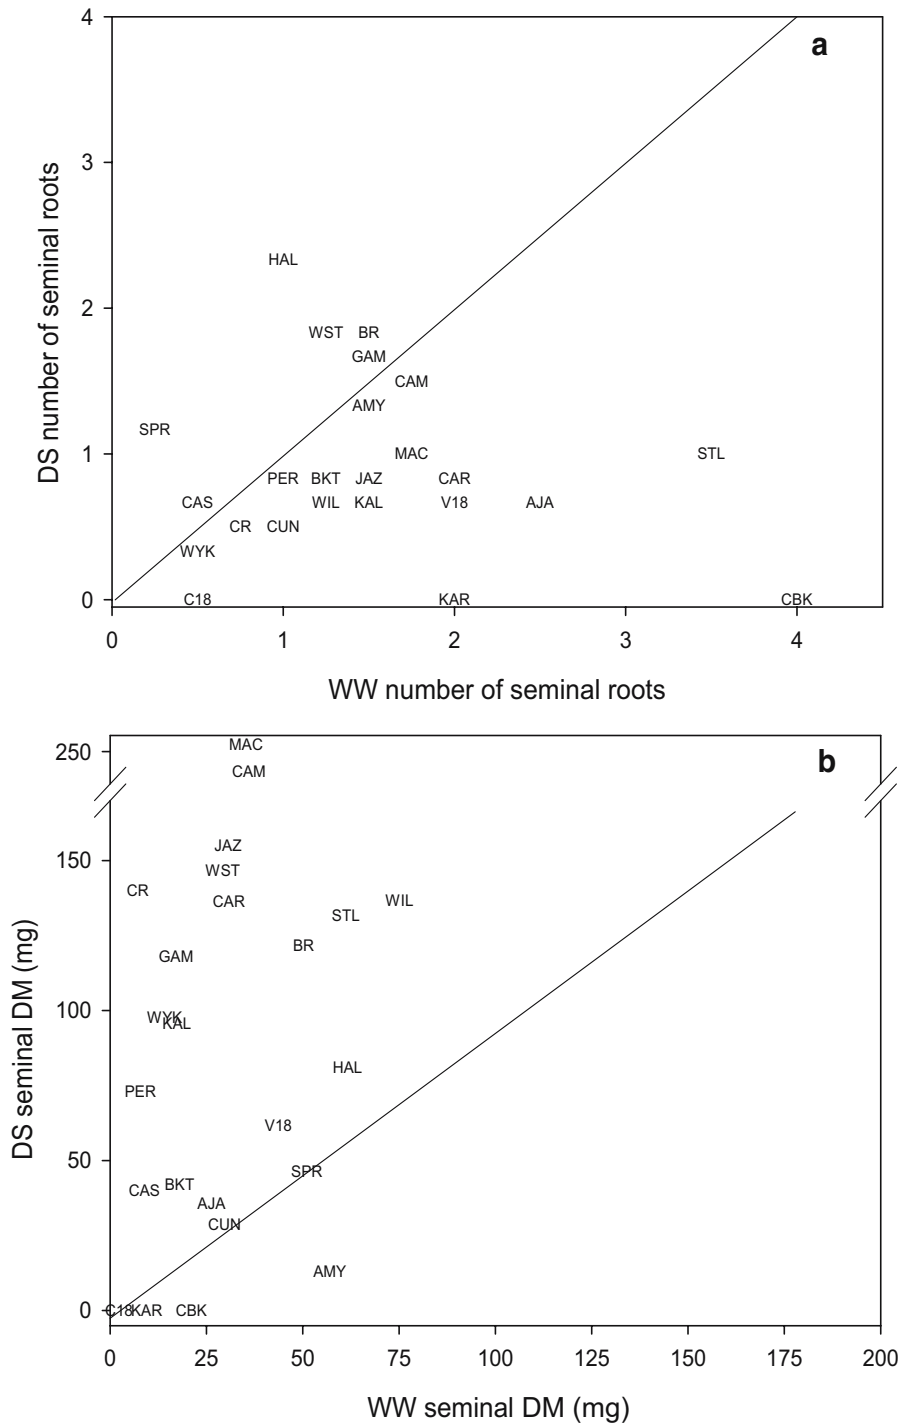 4
a
3
DS number of seminal roots
HAL
2
WST BR
GAM
CAM
AMY
SPR
1
MAC STL
PER BKT JAZ CAR
CAS WIL KAL V18 AJA
CR CUN
WYK
0
C18 KAR CBK
0 1 2 3 4
WW number of seminal roots
MAC
250
b
CAM
JAZ
150
WST
CR
CAR WIL
STL
BR
DS seminal DM (mg)
GAM
100
WYK
KAL
HAL
PER
V18
50
SPR
BKT
CAS
AJA
CUN
AMY
0
C18 KAR CBK
0 25 50 75 100 125 150 175 200
WW seminal DM (mg)